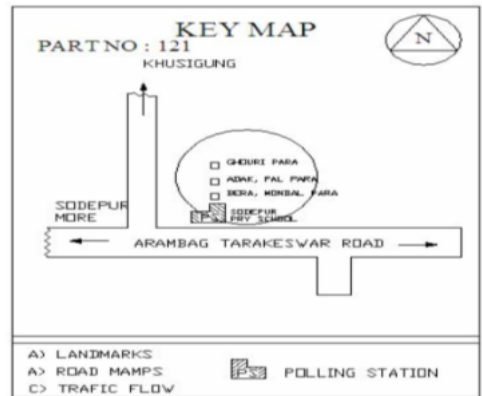 KEY MAP
N
PART NO : 121
KHUSIGUNG
GHOURI PARA
ADAK, PAL PARA
BERA, MONDAL PARA
SODEPUR
MORE
PS
SODEPUR
PRY SCHOOL
ARAMBAG TARAKESWAR ROAD
A) LANDMARKS
A) ROAD MAMPS
C) TRAFIC FLOW
PS
POLLING STATION